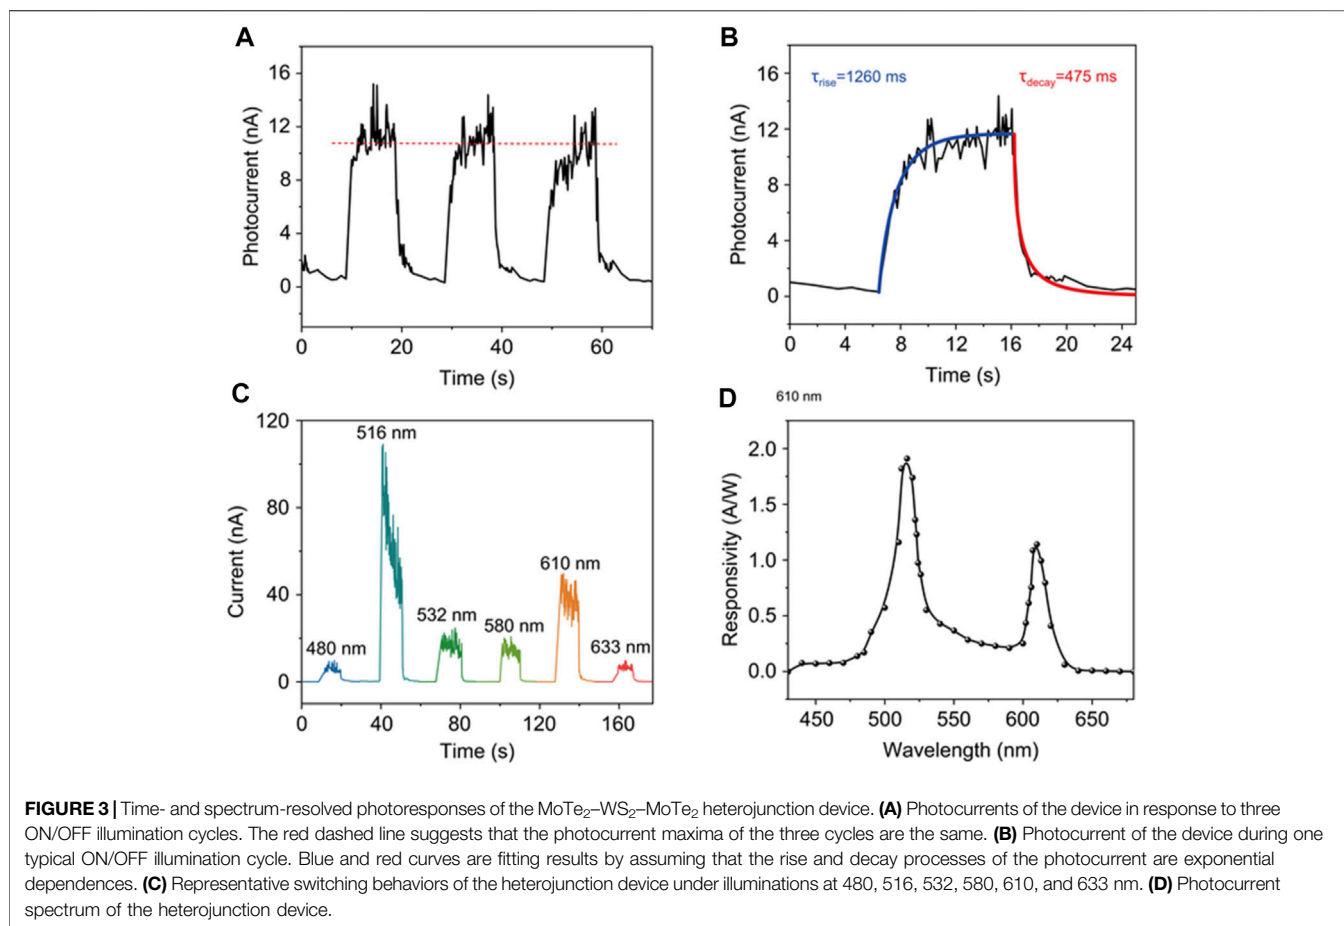 A
Photocurrent (nA)
16
12
8
4
0
0 20 40 60
Time (s)
B
τrise=1260 ms
τdecay=475 ms
Photocurrent (nA)
16
12
8
4
0
0 4 8 12 16 20 24
Time (s)
C
Current (nA)
120
80
40
0
480 nm
516 nm
532 nm
580 nm
610 nm
633 nm
0 40 80 120 160
Time (s)
D
610 nm
Responsivity (A/W)
2.0
1.5
1.0
0.5
0.0
450 500 550 600 650
Wavelength (nm)
FIGURE 3 | Time- and spectrum-resolved photoresponses of the MoTe2–WS2–MoTe2 heterojunction device. (A) Photocurrents of the device in response to three
ON/OFF illumination cycles. The red dashed line suggests that the photocurrent maxima of the three cycles are the same. (B) Photocurrent of the device during one
typical ON/OFF illumination cycle. Blue and red curves are fitting results by assuming that the rise and decay processes of the photocurrent are exponential
dependences. (C) Representative switching behaviors of the heterojunction device under illuminations at 480, 516, 532, 580, 610, and 633 nm. (D) Photocurrent
spectrum of the heterojunction device.